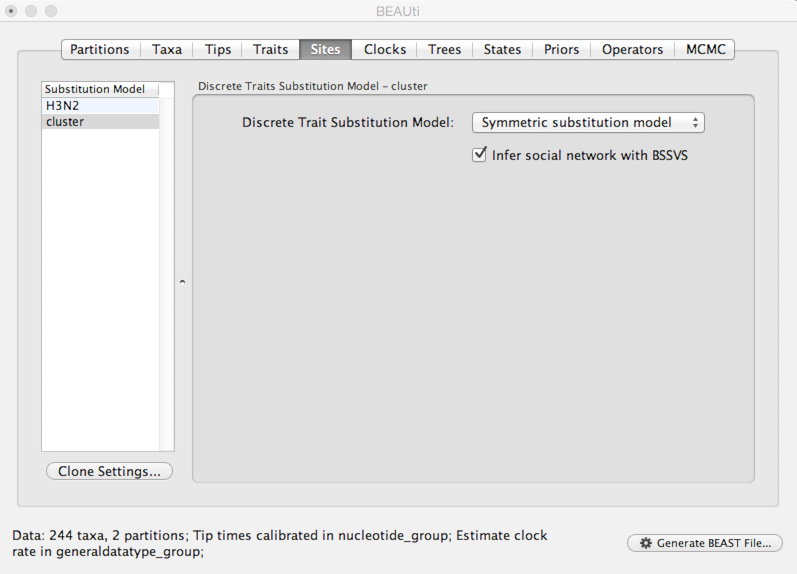 BEAUti
Partitions Taxa Tips Traits Sites Clocks Trees States Priors Operators MCMC
Substitution Model
H3N2
cluster
Clone Settings...
Discrete Traits Substitution Model - cluster
Discrete Trait Substitution Model: Symmetric substitution model
Infer social network with BSSVS
Data: 244 taxa, 2 partitions; Tip times calibrated in nucleotide_group; Estimate clock
rate in generaldatatype_group;
Generate BEAST File...